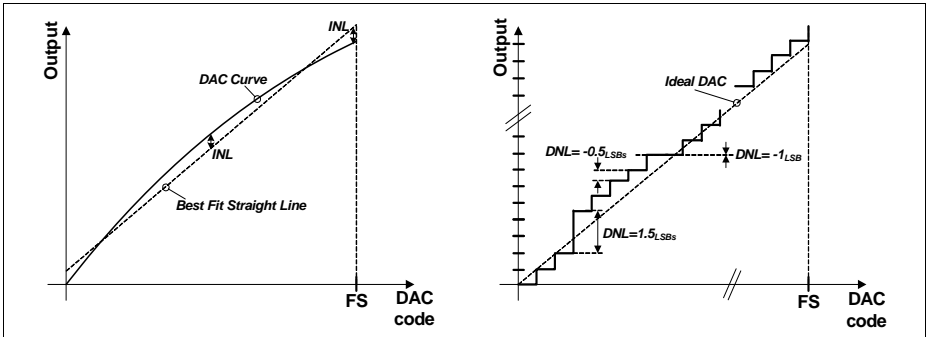 Output
INL
DAC Curve
INL
Best Fit Straight Line
FS
DAC
code
Output
Ideal DAC
DNL= -0.5LSBs
DNL= -1LSB
DNL=1.5LSBs
FS
DAC
code